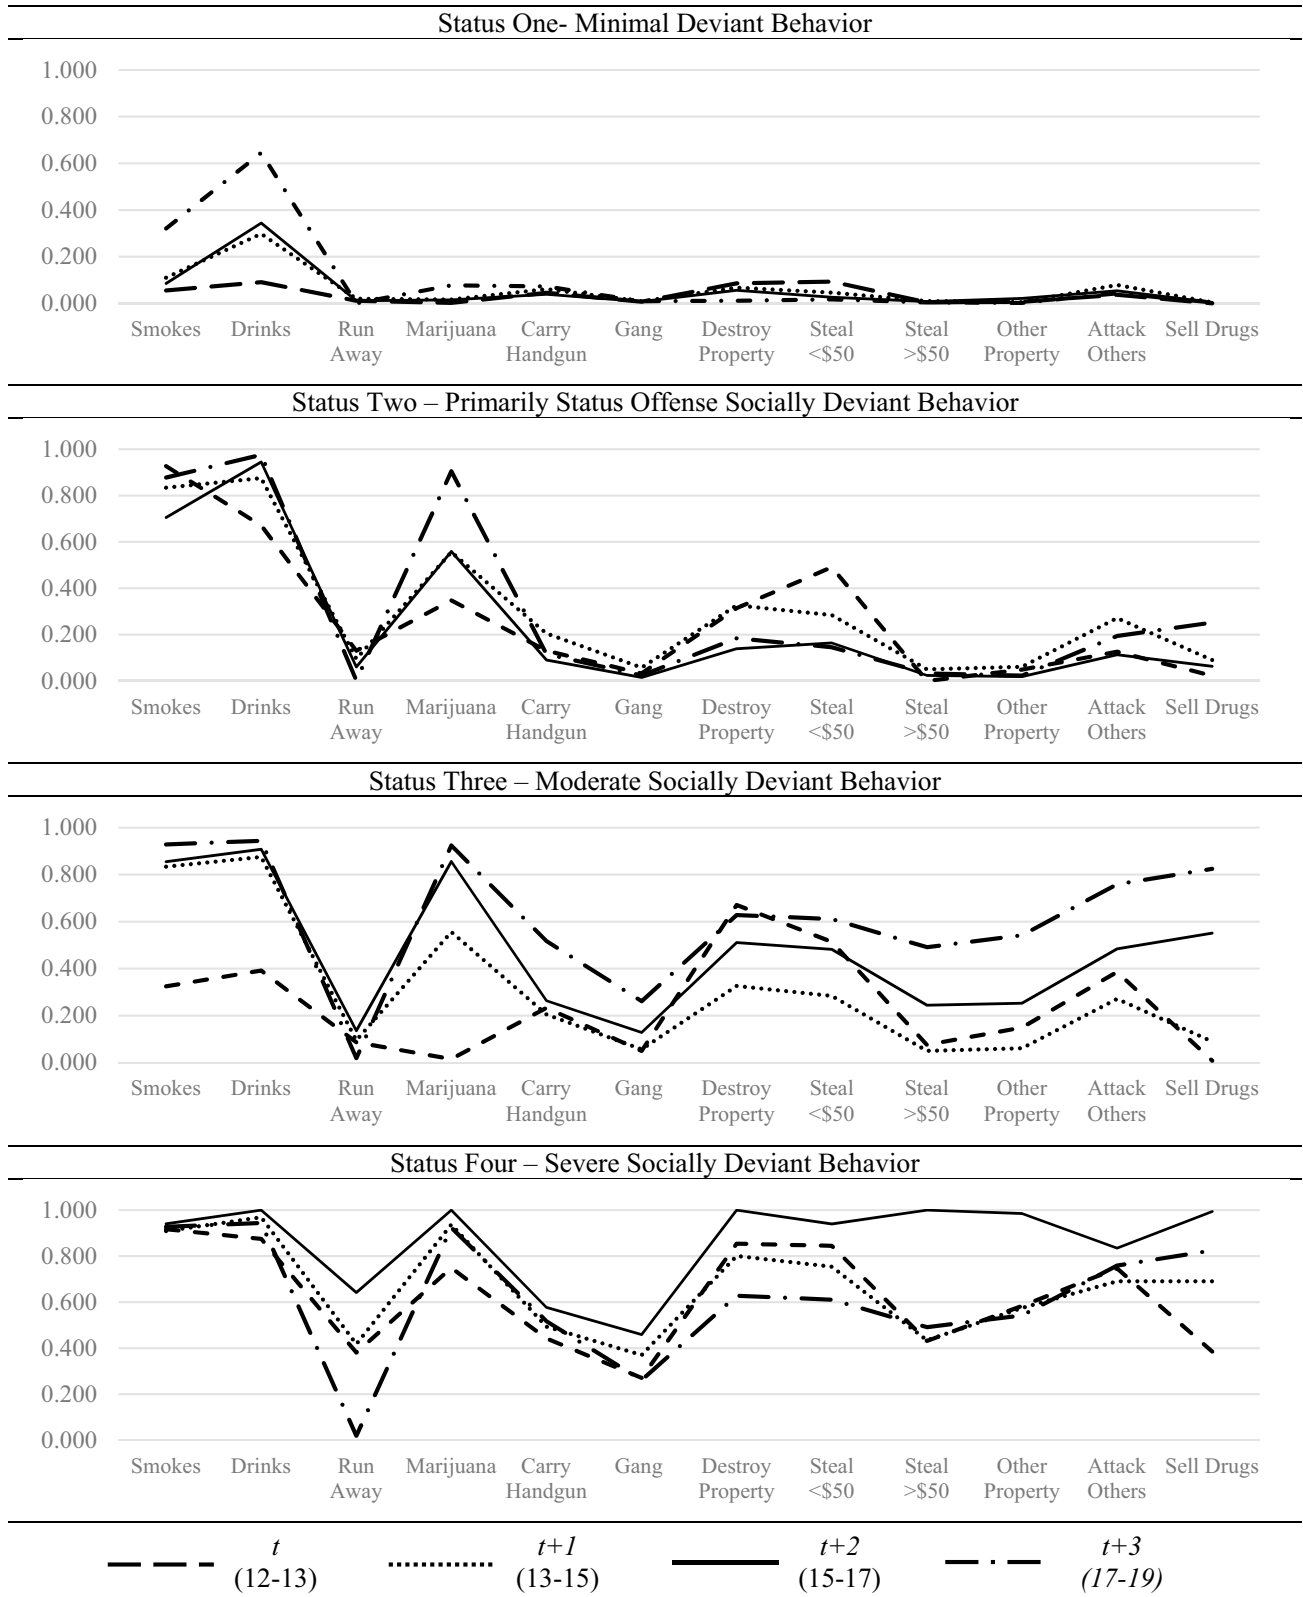 Status One- Minimal Deviant Behavior
1.000
0.800
0.600
0.400
0.200
0.000
Smokes Drinks Run Away Marijuana Carry Handgun Gang Destroy Property Steal <$50 Steal >$50 Other Property Attack Others Sell Drugs
Status Two – Primarily Status Offense Socially Deviant Behavior
1.000
0.800
0.600
0.400
0.200
0.000
Smokes Drinks Run Away Marijuana Carry Handgun Gang Destroy Property Steal <$50 Steal >$50 Other Property Attack Others Sell Drugs
Status Three – Moderate Socially Deviant Behavior
1.000
0.800
0.600
0.400
0.200
0.000
Smokes Drinks Run Away Marijuana Carry Handgun Gang Destroy Property Steal <$50 Steal >$50 Other Property Attack Others Sell Drugs
Status Four – Severe Socially Deviant Behavior
1.000
0.800
0.600
0.400
0.200
0.000
Smokes Drinks Run Away Marijuana Carry Handgun Gang Destroy Property Steal <$50 Steal >$50 Other Property Attack Others Sell Drugs
t t+1 t+2 t+3
(12-13) (13-15) (15-17) (17-19)